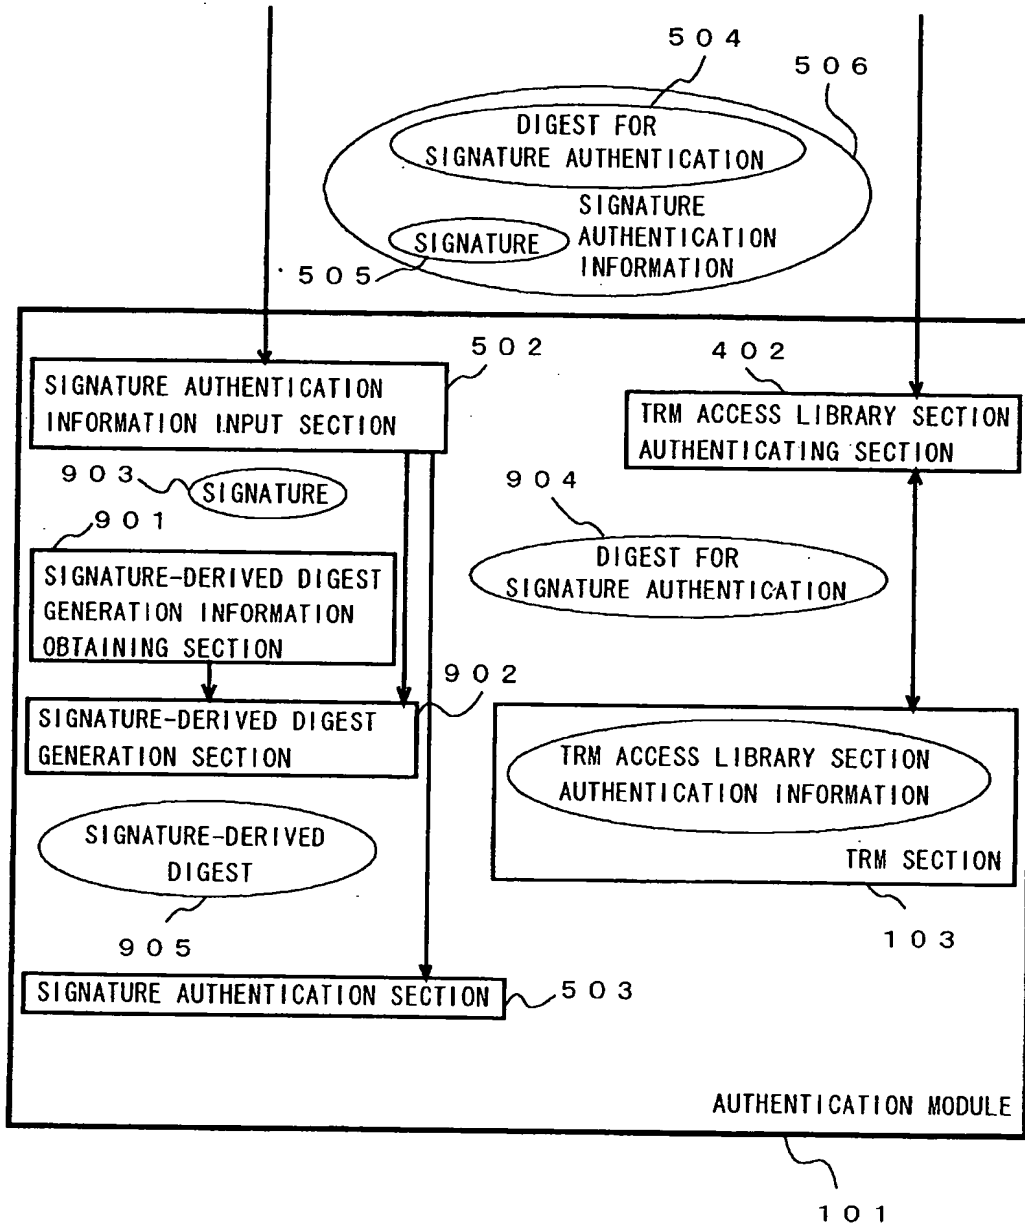 504
506
DIGEST FOR
SIGNATURE AUTHENTICATION
SIGNATURE
AUTHENTICATION
INFORMATION
SIGNATURE
505
502
402
SIGNATURE AUTHENTICATION
INFORMATION INPUT SECTION
TRM ACCESS LIBRARY SECTION
AUTHENTICATING SECTION
903
SIGNATURE
904
901
DIGEST FOR
SIGNATURE AUTHENTICATION
SIGNATURE-DERIVED DIGEST
GENERATION INFORMATION
OBTAINING SECTION
902
SIGNATURE-DERIVED DIGEST
GENERATION SECTION
TRM ACCESS LIBRARY SECTION
AUTHENTICATION INFORMATION
TRM SECTION
SIGNATURE-DERIVED
DIGEST
905
103
SIGNATURE AUTHENTICATION SECTION
503
AUTHENTICATION MODULE
101